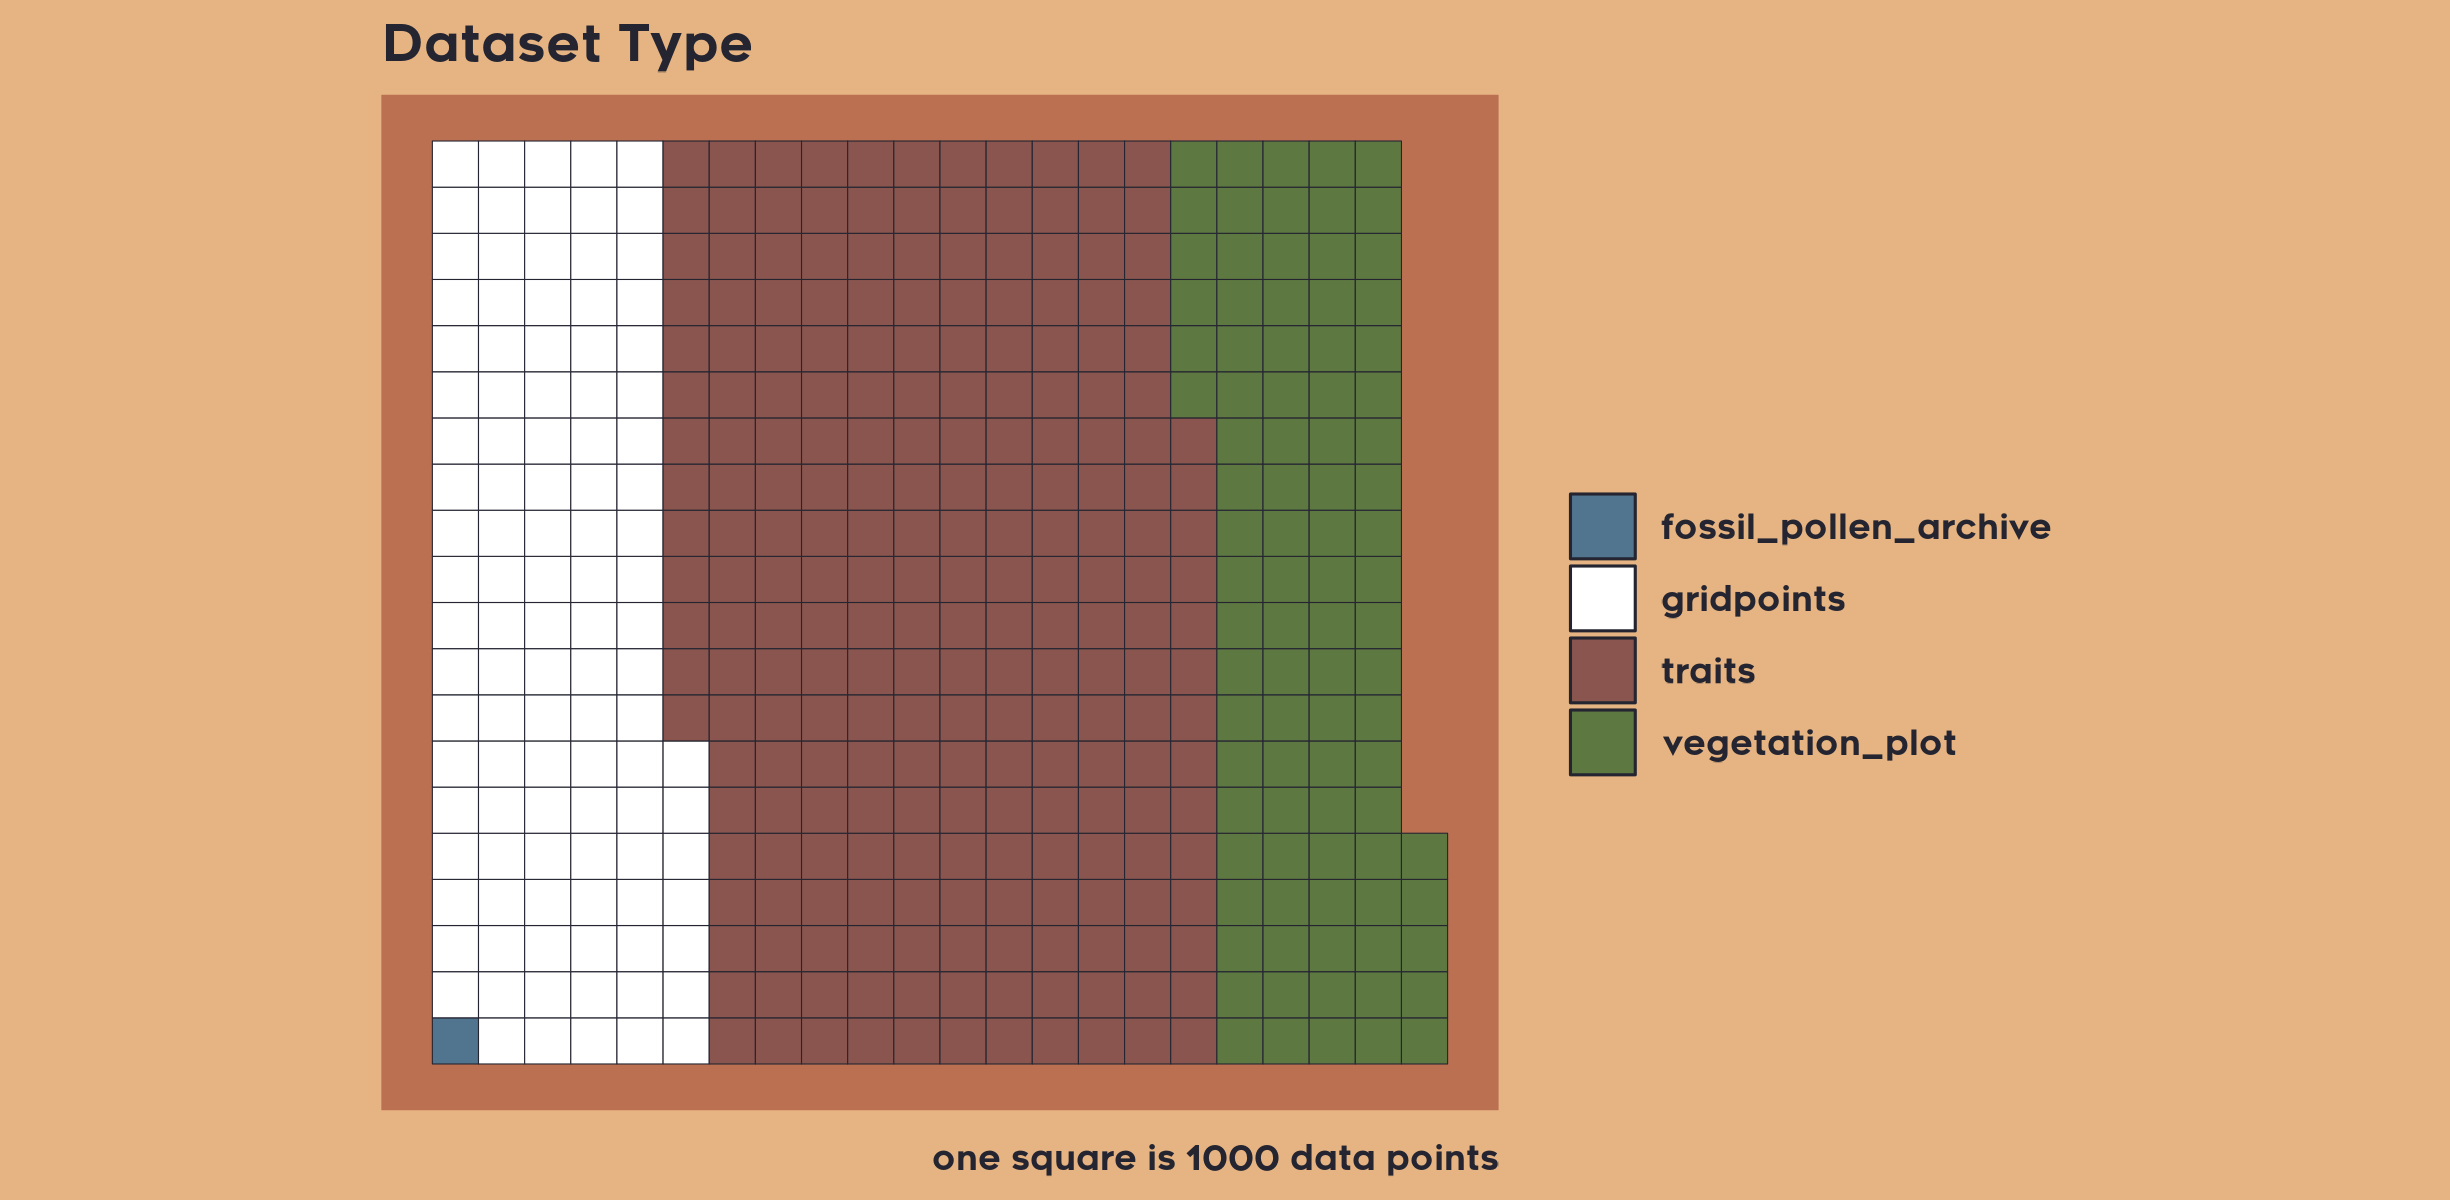 Dataset Type
fossil_pollen_archive
gridpoints
traits
vegetation_plot
one square is 1000 data points